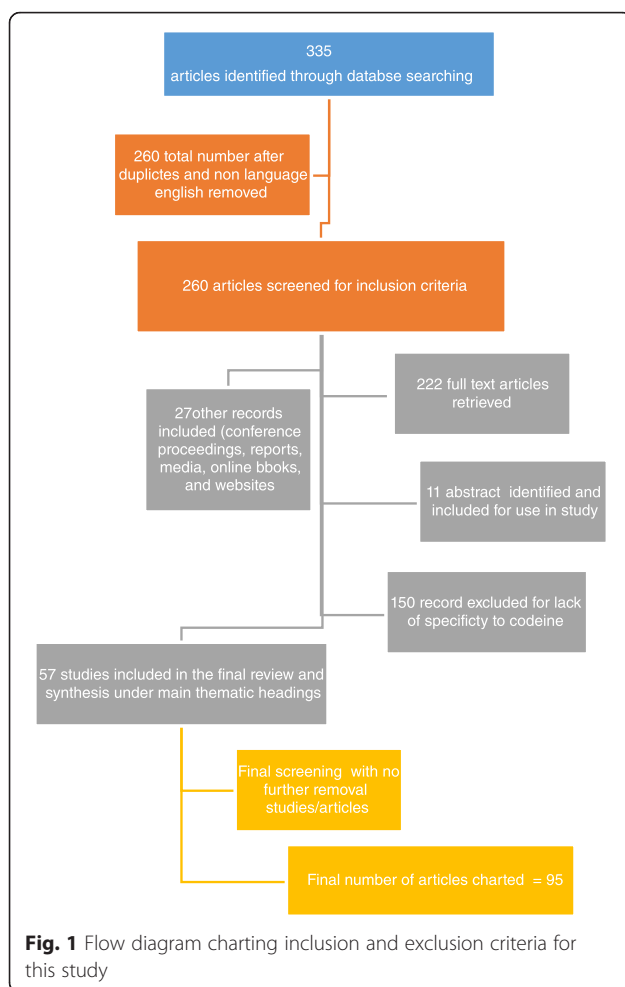 335
articles identified through databse searching
260 total number after
duplictes and non language
english removed
260 articles screened for inclusion criteria
222 full text articles
retrieved
27other records
included (conference
proceedings, reports,
media, online bboks,
and websites
11 abstract identified and
included for use in study
150 record excluded for lack
of specificty to codeine
57 studies included in the final review and
synthesis under main thematic headings
Final screening with no
further removal
studies/articles
Final number of articles charted = 95
Fig. 1 Flow diagram charting inclusion and exclusion criteria for
this study